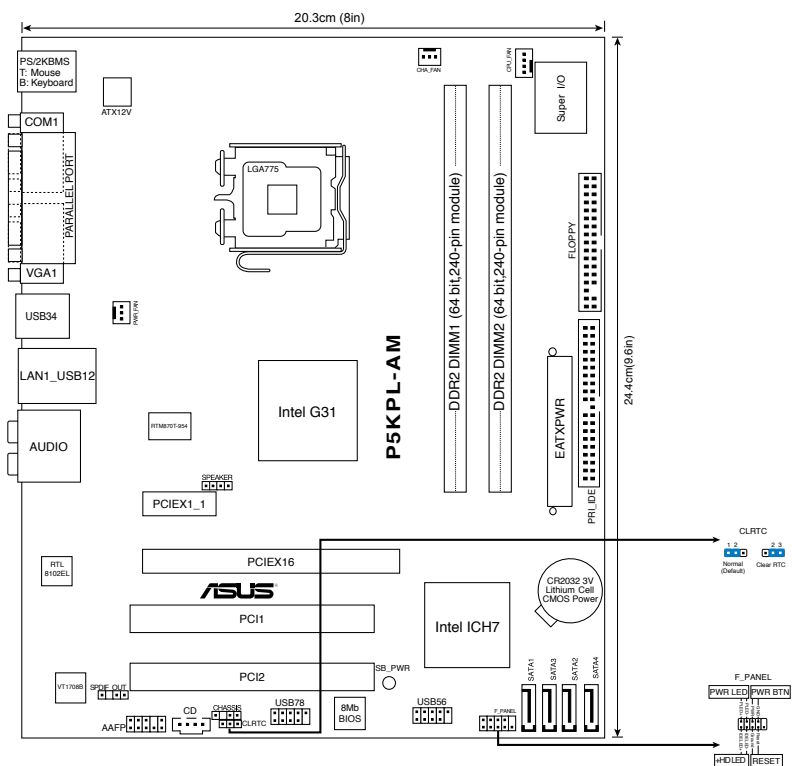 20.3cm (8in)
PS/2KBMS
T: Mouse
B: Keyboard
CHA_FAN
CPU_FAN
ATX12V
Super I/O
COM1
PARALLEL PORT
LGA775
DDR2 DIMM1 (64 bit,240-pin module)
DDR2 DIMM2 (64 bit,240-pin module)
FLOPPY
VGA1
USB34
PWR_FAN
24.4cm(9.6in)
LAN1_USB12
Intel G31
P5KPL-AM
EATXPWR
PRI_IDE
RTM870T-954
AUDIO
SPEAKER
PCIEX1_1
CLRTC
1 2
2 3
Normal
(Default)
Clear RTC
PCIEX16
RTL
8102EL
CR2032 3V
Lithium Cell
CMOS Power
ASUS
PCI1
Intel ICH7
PCI2
SB_PWR
SATA1
SATA3
SATA2
SATA4
VT1708B
SPDIF_OUT
F_PANEL
PWR LED
PWR BTN
AAFP
CD
CHASSIS
CLRTC
USB78
8Mb
BIOS
USB56
F_PANEL
+HDLED
RESET